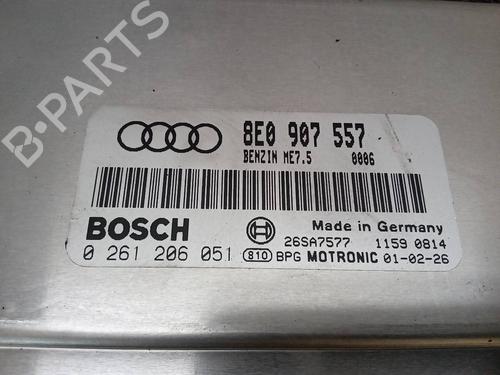 8E0 907 557
BENZIN ME7.5 0006
BOSCH Made in Germany
26SA7577 1159 0814
0 261 206 051 810 BPG MOTRONIC 01-02-26
B-PARTS